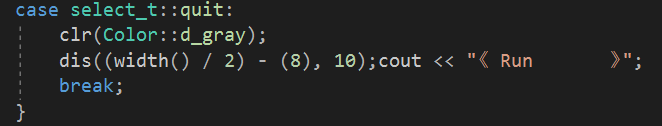 case select_t::quit:
clr(Color::d_gray);
dis((width() / 2) - (8), 10);cout << "《 Run      》";
break;
}